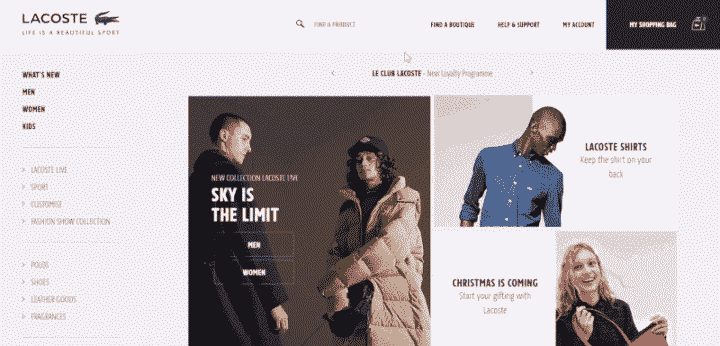 LACOSTE
LIFE IS A BEAUTIFUL SPORT
FIND A PRODUCT
FIND A BOUTIQUE
HELP & SUPPORT
MY ACCOUNT
MY SHOPPING BAG
WHAT'S NEW
MEN
WOMEN
KIDS
LACOSTE LIVE
SPORT
CUSTOMISE
FASHION SHOW COLLECTION
POLOS
SHOES
LEATHER GOODS
FRAGRANCES
LE CLUB LACOSTE - New Loyalty Programme
NEW COLLECTION LACOSTE LIVE
SKY IS
THE LIMIT
MEN
WOMEN
LACOSTE SHIRTS
Keep the shirt on your
back
CHRISTMAS IS COMING
Start your gifting with
Lacoste